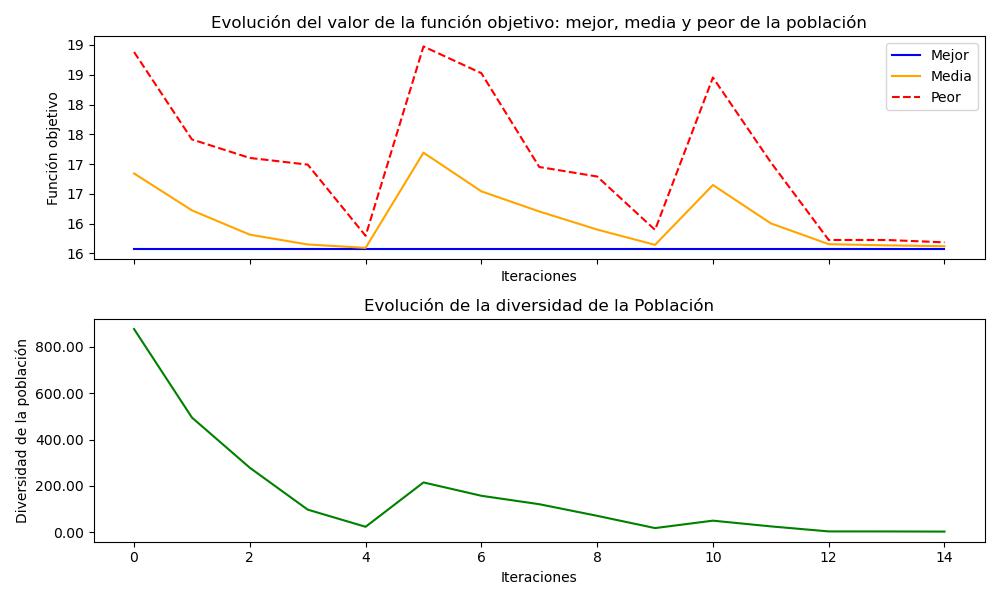 Evolución del valor de la función objetivo: mejor, media y peor de la población
19
19
18
18
17
17
16
16
Función objetivo
Mejor
Media
Peor
Iteraciones
Evolución de la diversidad de la Población
800.00
600.00
400.00
200.00
0.00
Diversidad de la población
0 2 4 6 8 10 12 14
Iteraciones